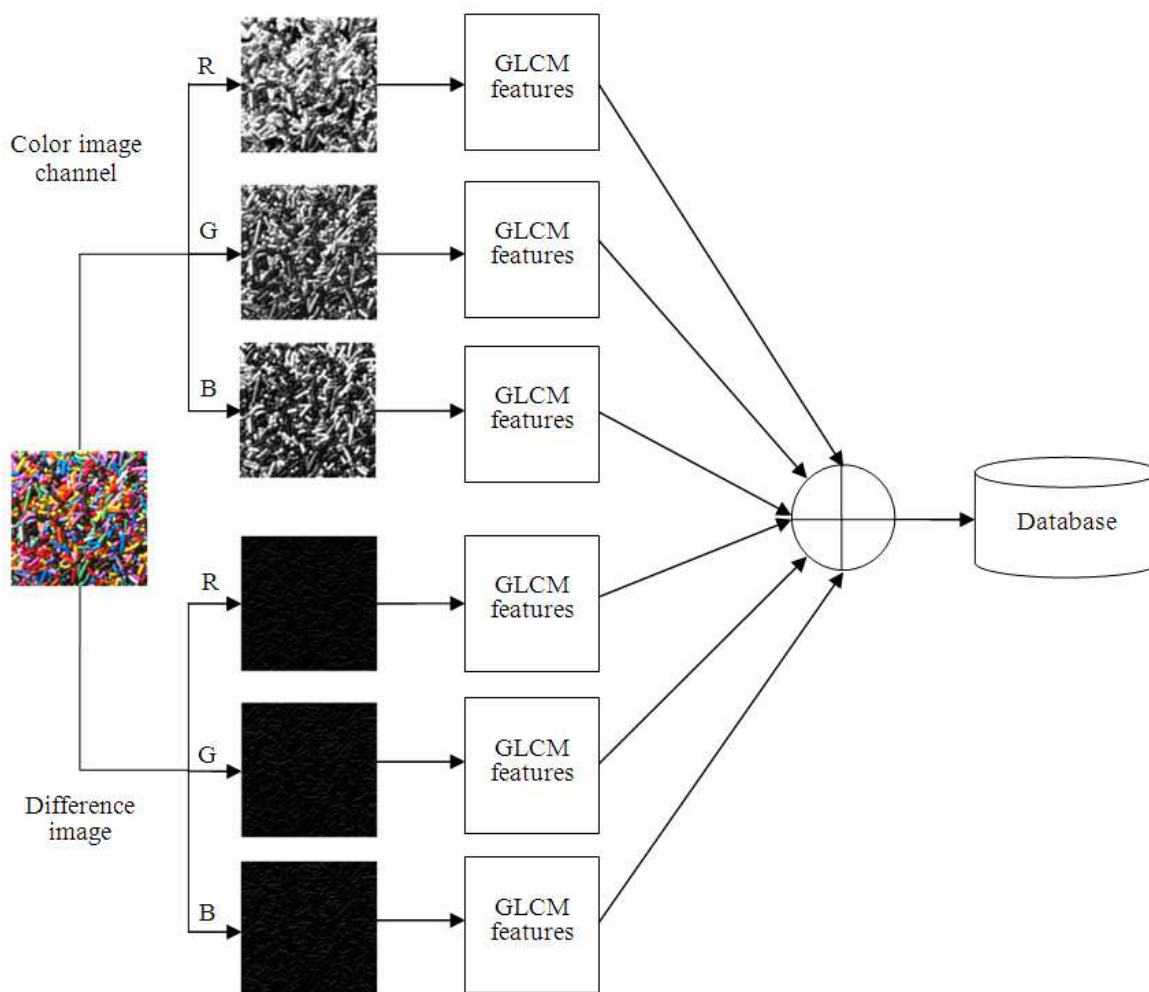 R
GLCM
features
Color image
channel
G
GLCM
features
B
GLCM
features
Database
R
GLCM
features
G
GLCM
features
Difference
image
B
GLCM
features